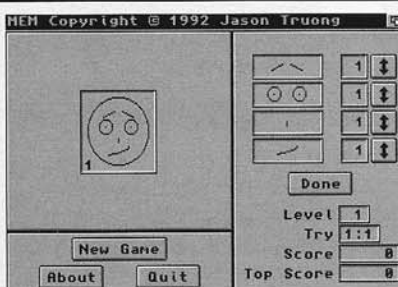 MEM Copyright © 1992 Jason Truong
1
1
1
1
1
Done
Level 1
Try 1:1
Score 0
Top Score 0
New Game
About Quit